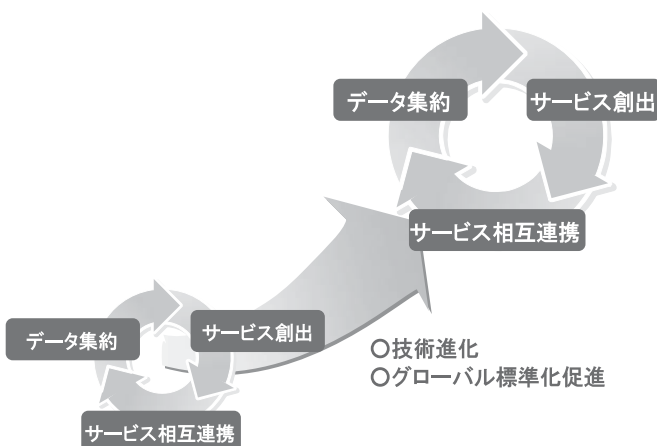 データ集約
サービス創出
サービス相互連携
データ集約
サービス創出
サービス相互連携
○技術進化
○グローバル標準化促進